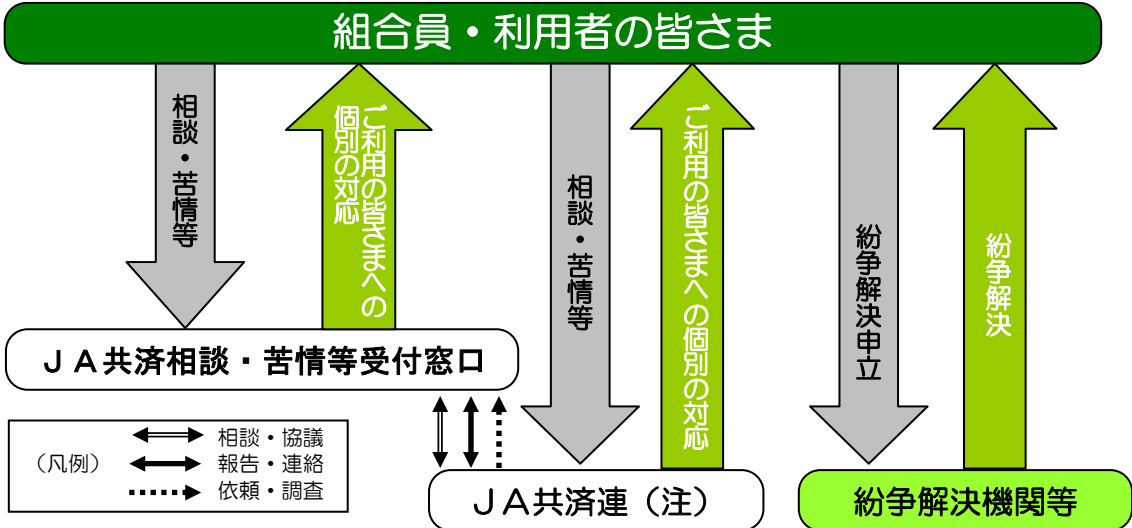 組合員・利用者の皆さま
相談・苦情等
ご利用の皆さまへの
個別の対応
相談・苦情等
ご利用の皆さまへの個別の対応
紛争解決申立
紛争解決
JA共済相談・苦情等受付窓口
(凡例)
相談・協議
報告・連絡
依頼・調査
JA共済連(注)
紛争解決機関等